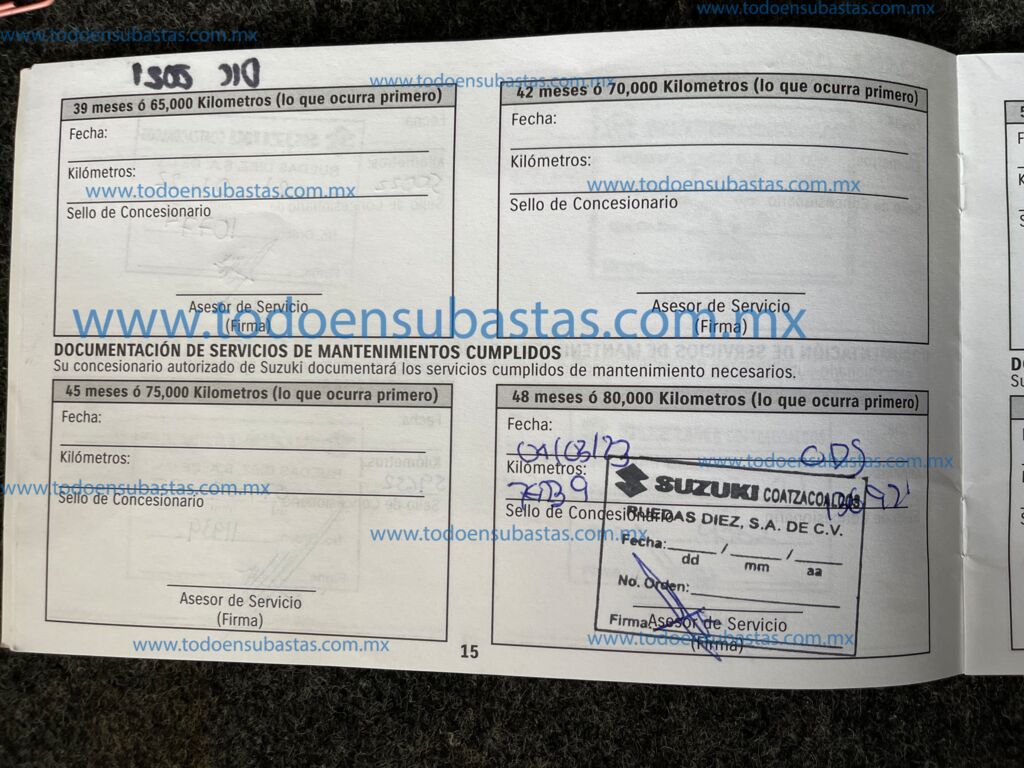 www.todoensubastas.com.mx
www.todoensubastas.com.mx
www.todoensubastas.com.mx
39 meses ó 65,000 Kilometros (lo que ocurra primero)
Fecha:
Kilómetros:
www.todoensubastas.com.mx
Sello de Concesionario
Asesor de Servicio
(Firma)
42 meses ó 70,000 Kilometros (lo que ocurra primero)
Fecha:
Kilómetros:
www.todoensubastas.com.mx
Sello de Concesionario
Asesor de Servicio
(Firma)
www.todoensubastas.com.mx
DOCUMENTACIÓN DE SERVICIOS DE MANTENIMIENTOS CUMPLIDOS
Su concesionario autorizado de Suzuki documentará los servicios cumplidos de mantenimiento necesarios.
45 meses ó 75,000 Kilometros (lo que ocurra primero)
Fecha:
Kilómetros:
www.todoensubastas.com.mx
Sello de Concesionario
Asesor de Servicio
(Firma)
48 meses ó 80,000 Kilometros (lo que ocurra primero)
Fecha:
ODS
www.todoensubastas.com.mx
Kilómetros:
SUZUKI COATZACOALCOS
Sello de Concesionario
RUEDAS DIEZ, S.A. DE C.V.
www.todoensubastas.com.mx
Fecha: / /
dd mm aa
No. Orden:
Firma
Asesor de Servicio
(Firma)
www.todoensubastas.com.mx
www.todoensubastas.com.mx
15